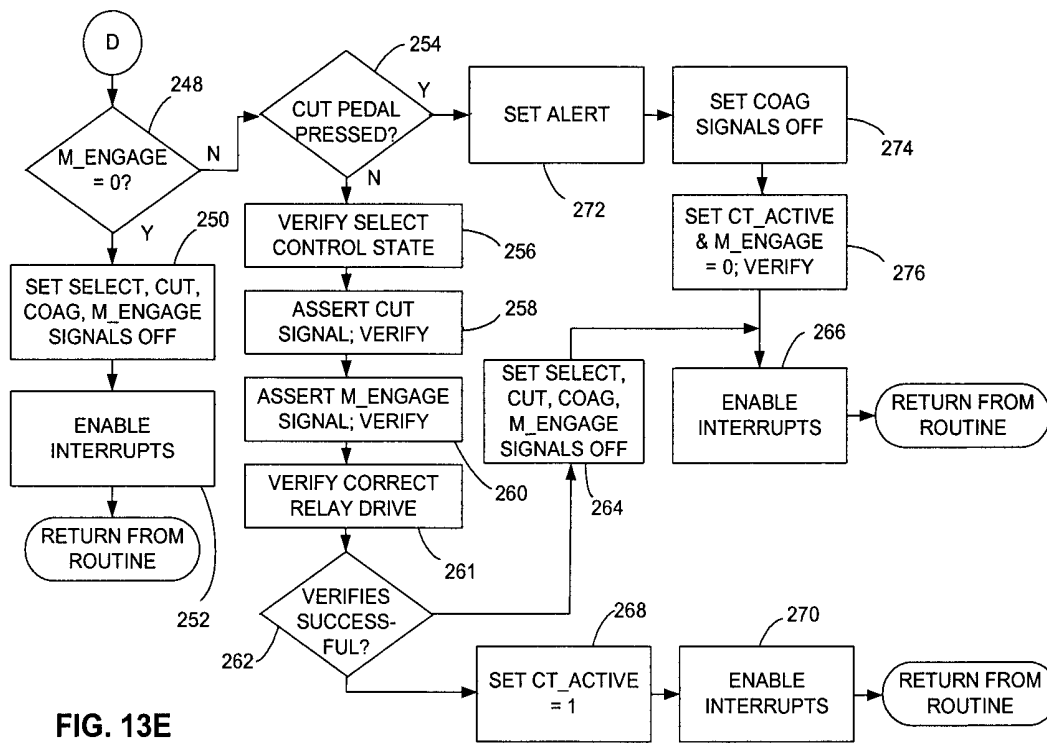 D
248
M_ENGAGE
= 0?
N
Y
250
SET SELECT, CUT,
COAG, M_ENGAGE
SIGNALS OFF
ENABLE
INTERRUPTS
RETURN FROM
ROUTINE
252
254
CUT PEDAL
PRESSED?
Y
N
VERIFY SELECT
CONTROL STATE
256
ASSERT CUT
SIGNAL; VERIFY
258
ASSERT M_ENGAGE
SIGNAL; VERIFY
260
VERIFY CORRECT
RELAY DRIVE
261
VERIFIES
SUCCESS-
FUL?
262
SET ALERT
272
SET COAG
SIGNALS OFF
274
SET CT_ACTIVE
& M_ENGAGE
= 0; VERIFY
276
SET SELECT,
CUT, COAG,
M_ENGAGE
SIGNALS OFF
264
266
ENABLE
INTERRUPTS
RETURN FROM
ROUTINE
268
SET CT_ACTIVE
= 1
270
ENABLE
INTERRUPTS
RETURN FROM
ROUTINE
FIG. 13E